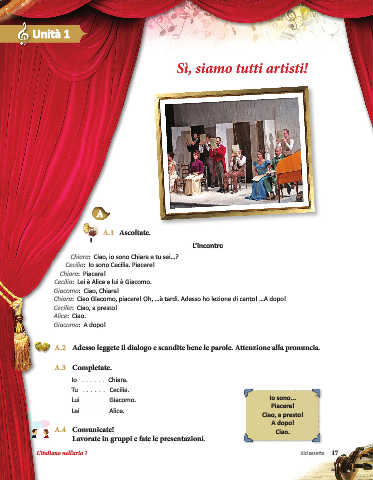 Unità 1
Sì, siamo tutti artisti!
A
A.1 Ascoltate.
L'incontro
Chiara: Ciao, io sono Chiara e tu sei...?
Cecilia: Io sono Cecilia. Piacere!
Chiara: Piacere!
Cecilia: Lei è Alice e lui è Giacomo.
Giacomo: Ciao, Chiara!
Chiara: Ciao Giacomo, piacere! Oh, ...è tardi. Adesso ho lezione di canto! ...A dopo!
Cecilia: Ciao, a presto!
Alice: Ciao.
Giacomo: A dopo!
A.2 Adesso leggete il dialogo e scandite bene le parole. Attenzione alla pronuncia.
A.3 Completate.
Io . . . . . . Chiara.
Tu . . . . . . Cecilia.
Lui Giacomo.
Lei Alice.
Io sono...
Piacere!
Ciao, a presto!
A dopo!
Ciao.
A.4 Comunicate!
Lavorate in gruppi e fate le presentazioni.
L'italiano nell'aria 1
17